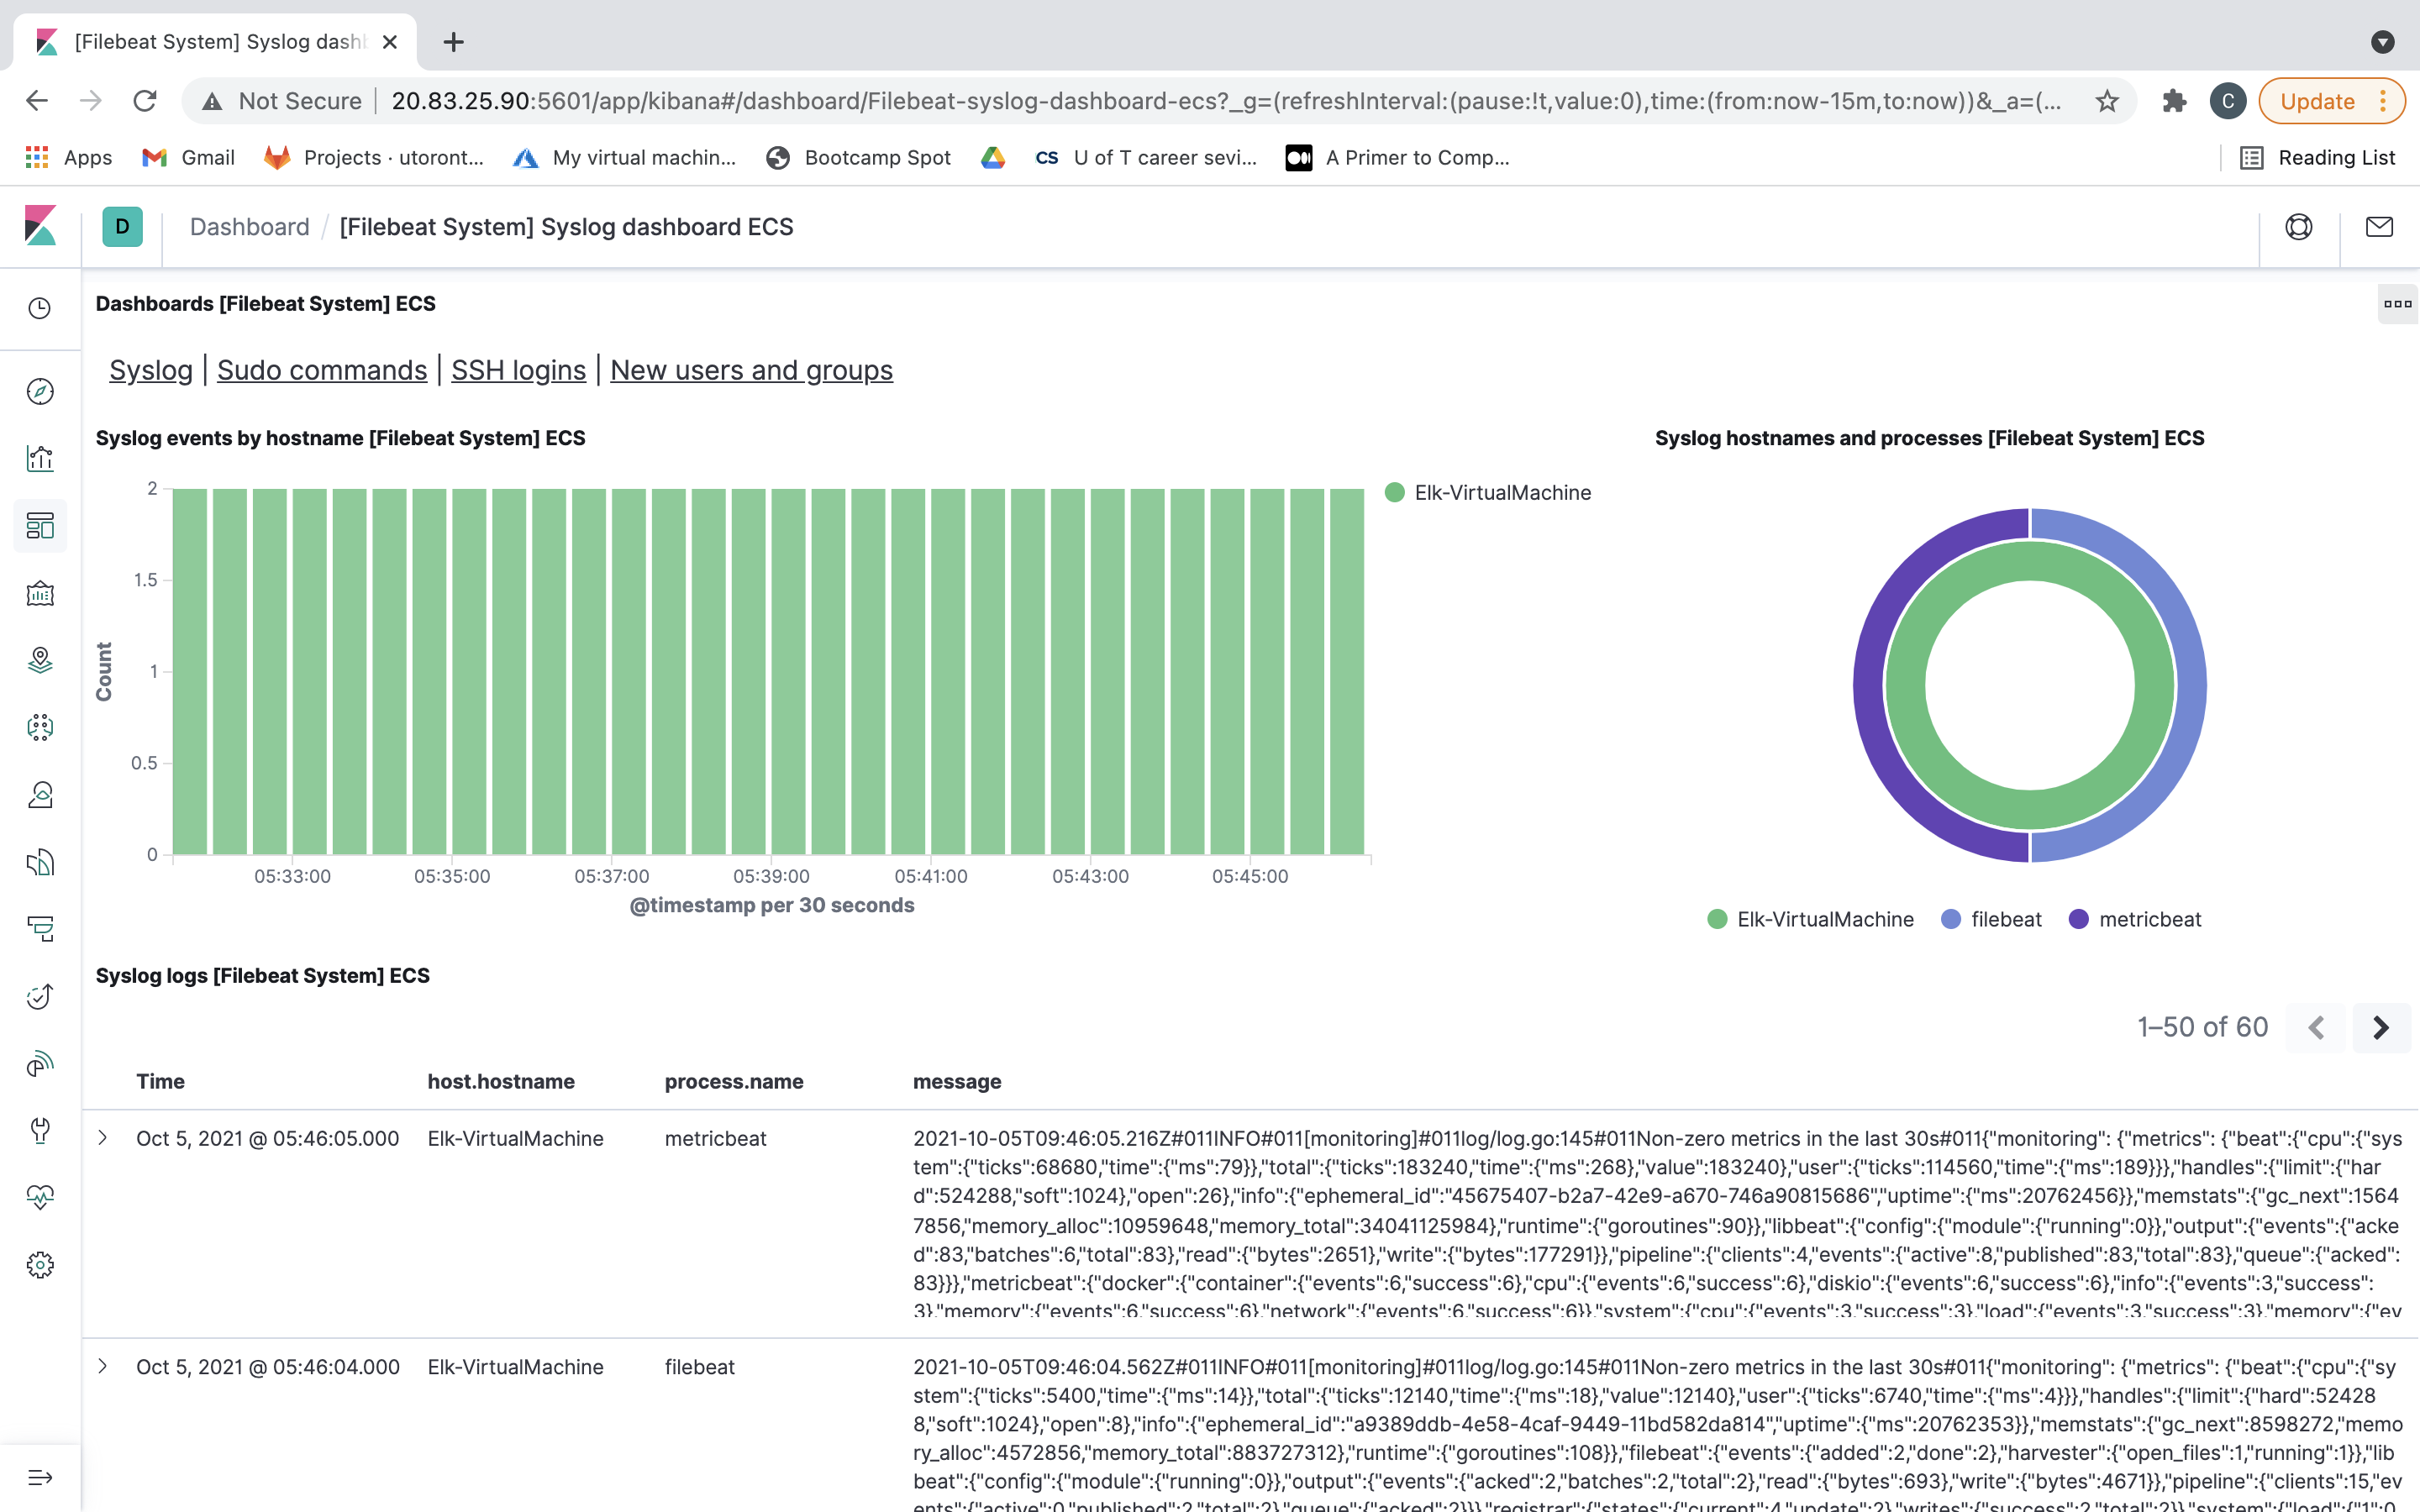 [Filebeat System] Syslog dash
Not Secure
20.83.25.90:5601/app/kibana#/dashboard/Filebeat-syslog-dashboard-ecs?_g=(refreshInterval:(pause:!t,value:0),time:(from:now-15m,to:now))&_a=(...
C
Update
Apps
Gmail
Projects · utoront...
My virtual machin...
Bootcamp Spot
CS
U of T career sevi...
A Primer to Comp...
Reading List
D
Dashboard / [Filebeat System] Syslog dashboard ECS
Dashboards [Filebeat System] ECS
Syslog | Sudo commands | SSH logins | New users and groups
Syslog events by hostname [Filebeat System] ECS
2
1.5
1
0.5
0
Count
05:33:00
05:35:00
05:37:00
05:39:00
05:41:00
05:43:00
05:45:00
@timestamp per 30 seconds
Elk-VirtualMachine
Syslog hostnames and processes [Filebeat System] ECS
Elk-VirtualMachine
filebeat
metricbeat
Syslog logs [Filebeat System] ECS
1–50 of 60
Time
host.hostname
process.name
message
Oct 5, 2021 @ 05:46:05.000
Elk-VirtualMachine
metricbeat
2021-10-05T09:46:05.216Z#011INFO#011[monitoring]#011log/log.go:145#011Non-zero metrics in the last 30s#011{"monitoring": {"metrics": {"beat":{"cpu":{"sys
tem":{"ticks":68680,"time":{"ms":79}},"total":{"ticks":183240,"time":{"ms":268},"value":183240},"user":{"ticks":114560,"time":{"ms":189}}},"handles":{"limit":{"har
d":524288,"soft":1024},"open":26},"info":{"ephemeral_id":"45675407-b2a7-42e9-a670-746a90815686","uptime":{"ms":20762456}},"memstats":{"gc_next":1564
7856,"memory_alloc":10959648,"memory_total":34041125984},"runtime":{"goroutines":90}},"libbeat":{"config":{"module":{"running":0}},"output":{"events":{"acke
d":83,"batches":6,"total":83},"read":{"bytes":2651},"write":{"bytes":177291}},"pipeline":{"clients":4,"events":{"active":8,"published":83,"total":83},"queue":{"acked":
83}}},"metricbeat":{"docker":{"container":{"events":6,"success":6},"cpu":{"events":6,"success":6},"diskio":{"events":6,"success":6},"info":{"events":3,"success":
3},"memory":{"events":6,"success":6},"network":{"events":6,"success":6}},"system":{"cpu":{"events":3,"success":3},"load":{"events":3,"success":3},"memory":{"ev
Oct 5, 2021 @ 05:46:04.000
Elk-VirtualMachine
filebeat
2021-10-05T09:46:04.562Z#011INFO#011[monitoring]#011log/log.go:145#011Non-zero metrics in the last 30s#011{"monitoring": {"metrics": {"beat":{"cpu":{"sy
stem":{"ticks":5400,"time":{"ms":14}},"total":{"ticks":12140,"time":{"ms":18},"value":12140},"user":{"ticks":6740,"time":{"ms":4}}},"handles":{"limit":{"hard":52428
8,"soft":1024},"open":8},"info":{"ephemeral_id":"a9389ddb-4e58-4caf-9449-11bd582da814","uptime":{"ms":20762353}},"memstats":{"gc_next":8598272,"memo
ry_alloc":4572856,"memory_total":883727312},"runtime":{"goroutines":108}},"filebeat":{"events":{"added":2,"done":2},"harvester":{"open_files":1,"running":1}},"lib
beat":{"config":{"module":{"running":0}},"output":{"events":{"acked":2,"batches":2,"total":2},"read":{"bytes":693},"write":{"bytes":4671}},"pipeline":{"clients":15,"ev
ents":{"active":0,"published":2,"total":2},"queue":{"acked":2}}},"registrar":{"states":{"current":4,"update":2},"writes":{"success":2,"total":2}},"system":{"load":{"1":0